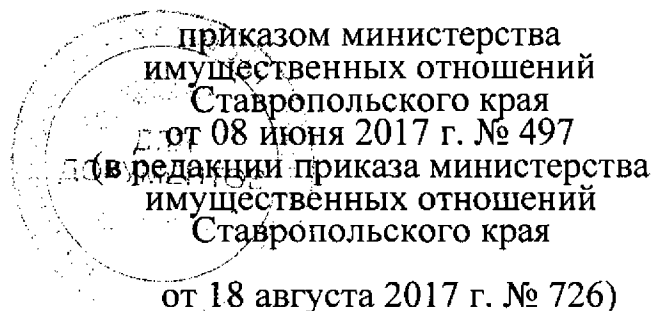 приказом министерства
имущественных отношений
Ставропольского края
от 08 июня 2017 г. № 497
(в редакции приказа министерства
имущественных отношений
Ставропольского края
от 18 августа 2017 г. № 726)